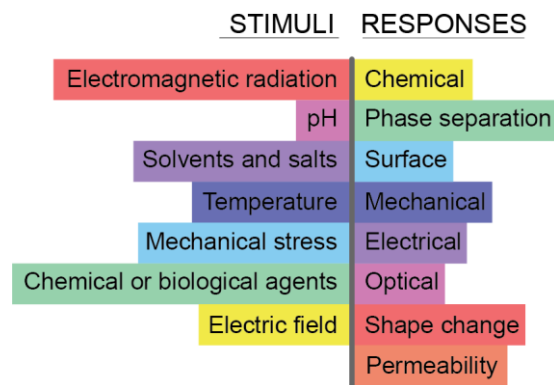 STIMULI RESPONSES
Electromagnetic radiation Chemical
pH Phase separation
Solvents and salts Surface
Temperature Mechanical
Mechanical stress Electrical
Chemical or biological agents Optical
Electric field Shape change
Permeability